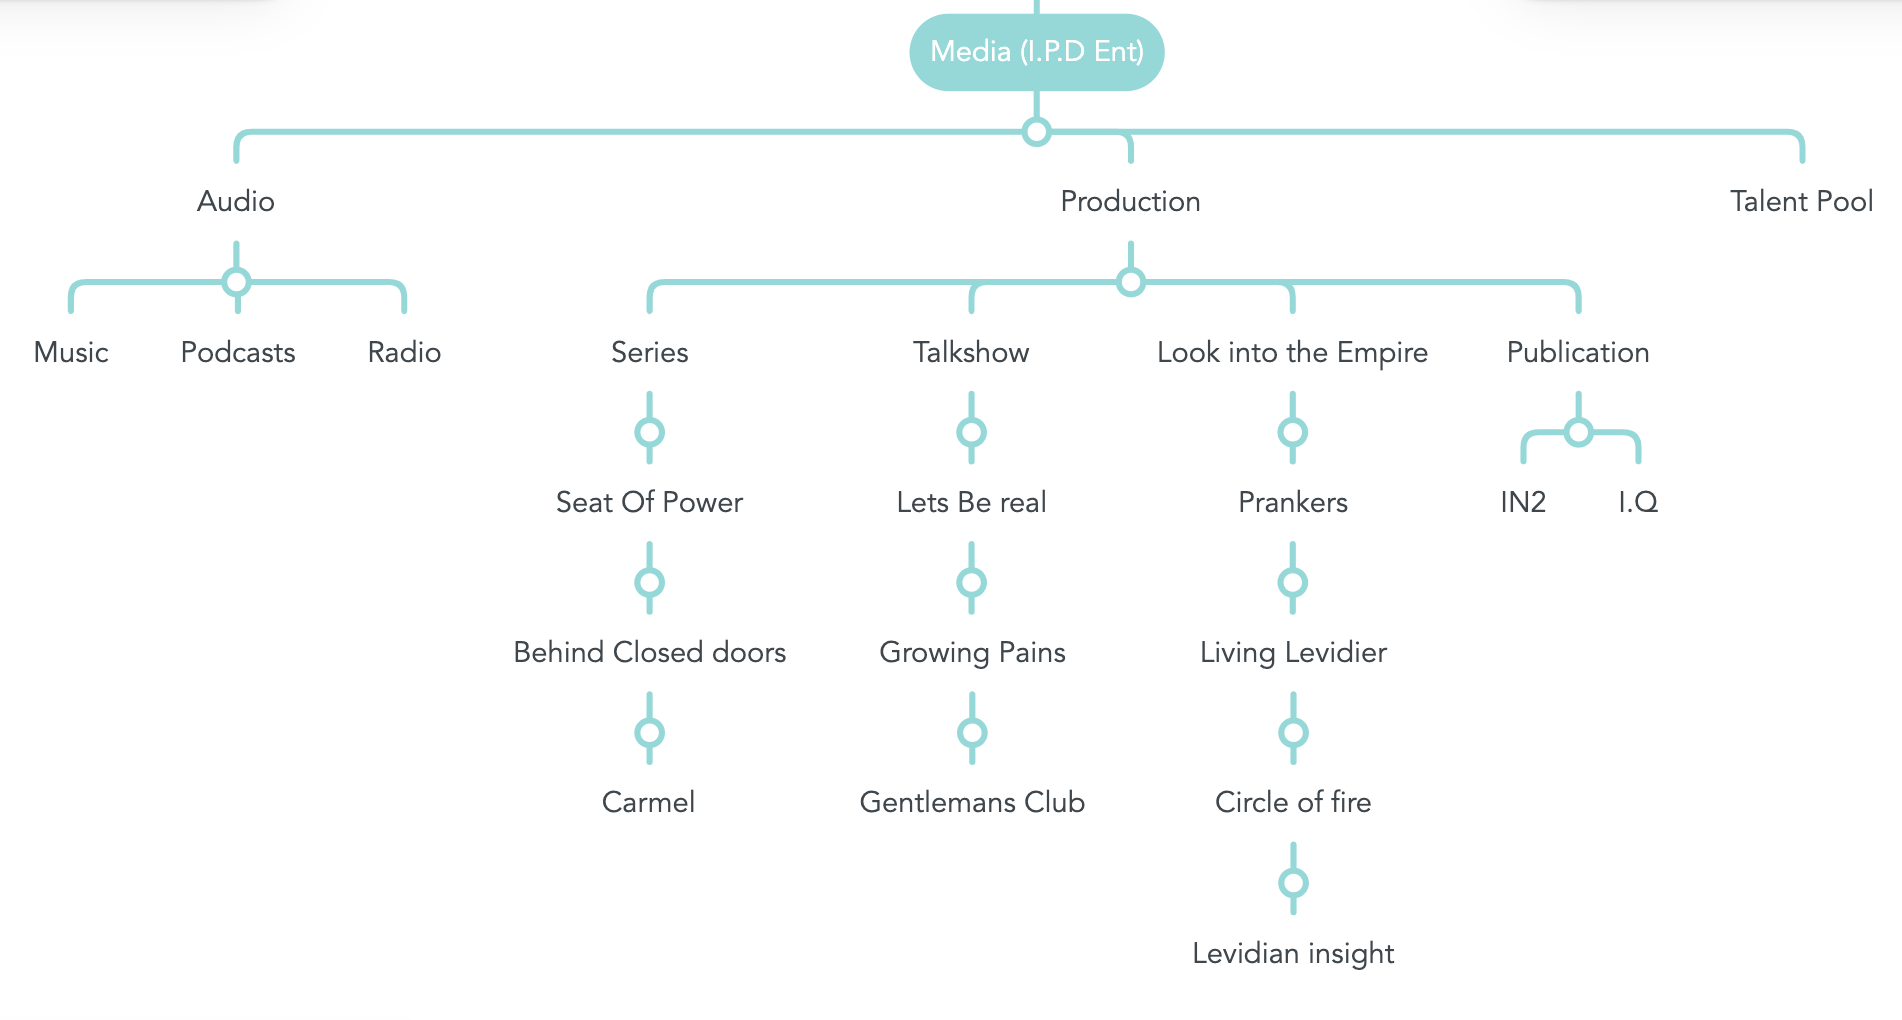 Media (I.P.D Ent)
Audio
Production
Talent Pool
Music
Podcasts
Radio
Series
Talkshow
Look into the Empire
Publication
Seat Of Power
Lets Be real
Prankers
IN2
I.Q
Behind Closed doors
Growing Pains
Living Levidier
Carmel
Gentlemans Club
Circle of fire
Levidian insight